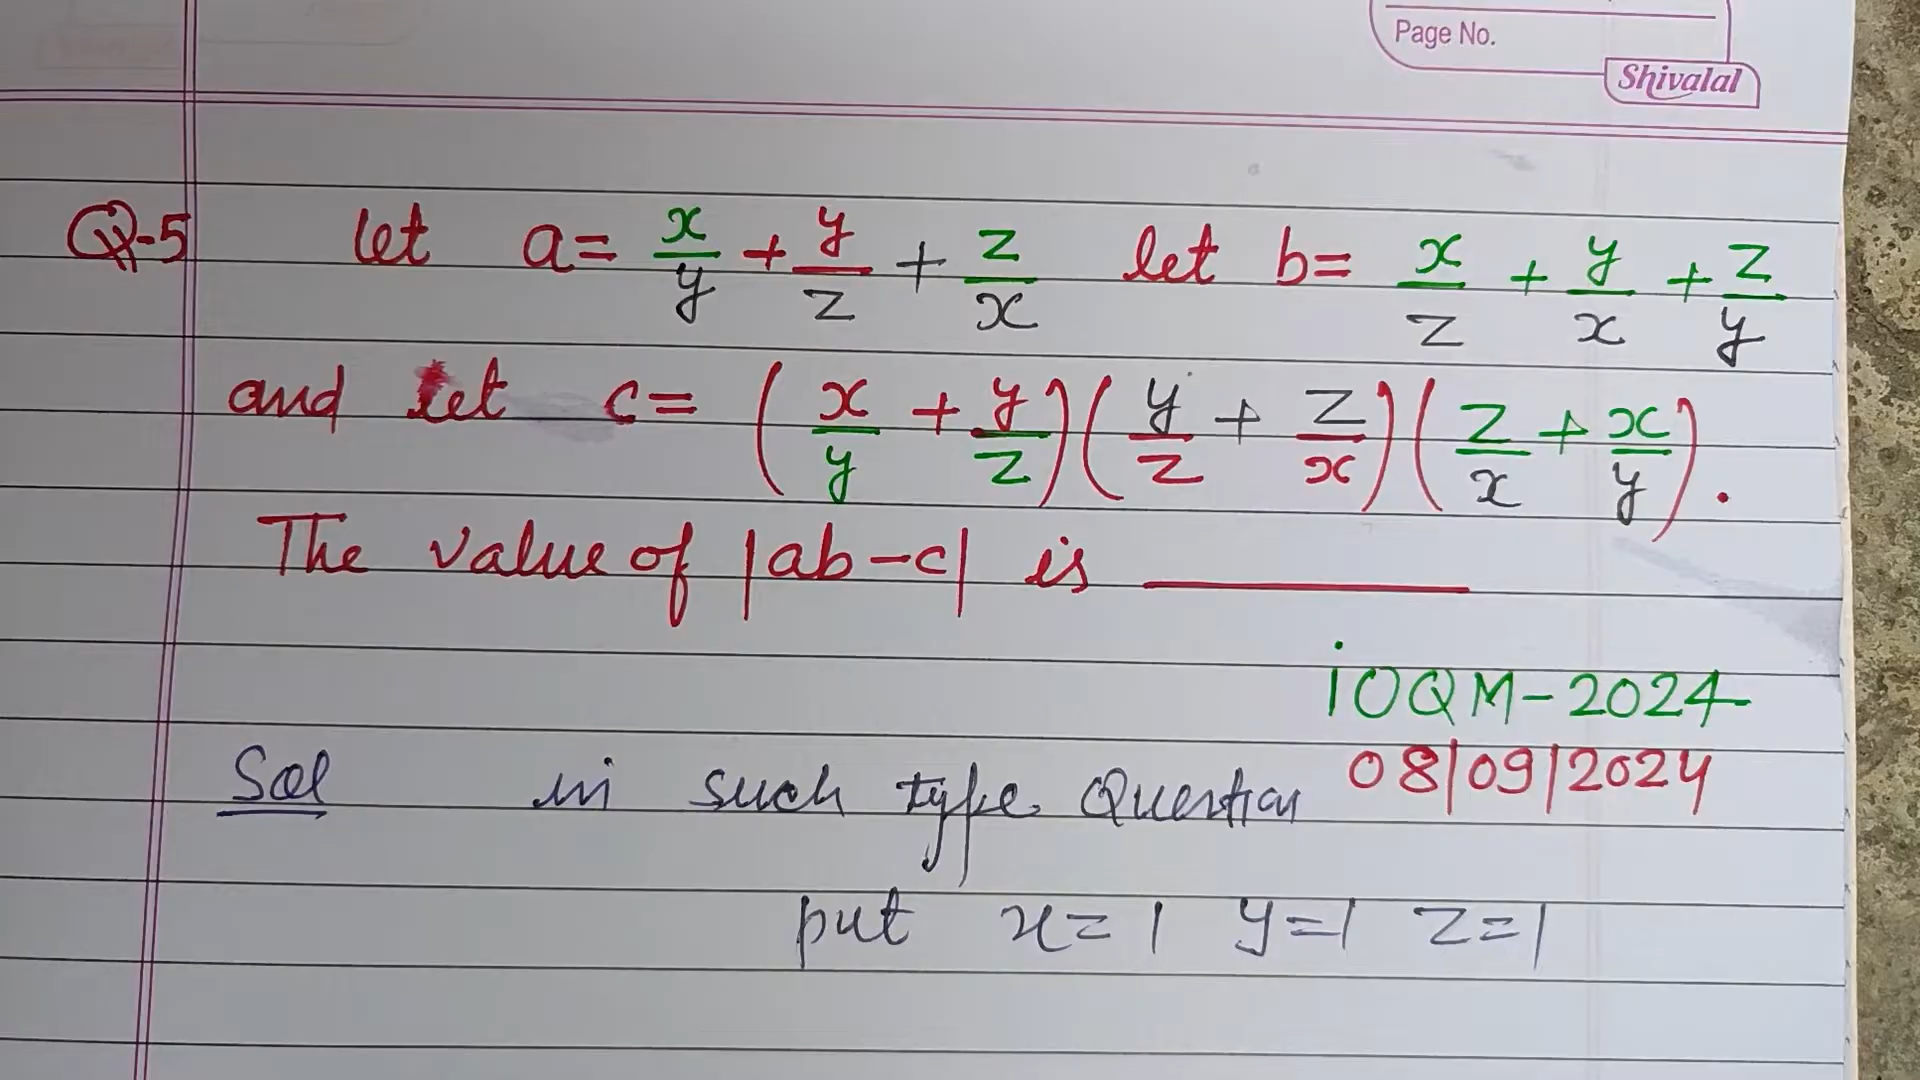 Page No.
Shivalal
Q-5 let a= x/y + y/z + z/x let b= x/z + y/x + z/y
and let c= (x/y + y/z)(y/z + z/x)(z/x + x/y).
The value of |ab-c| is ________
iOQM-2024
08/09/2024
Sol in such type Question
put x=1 y=1 z=1